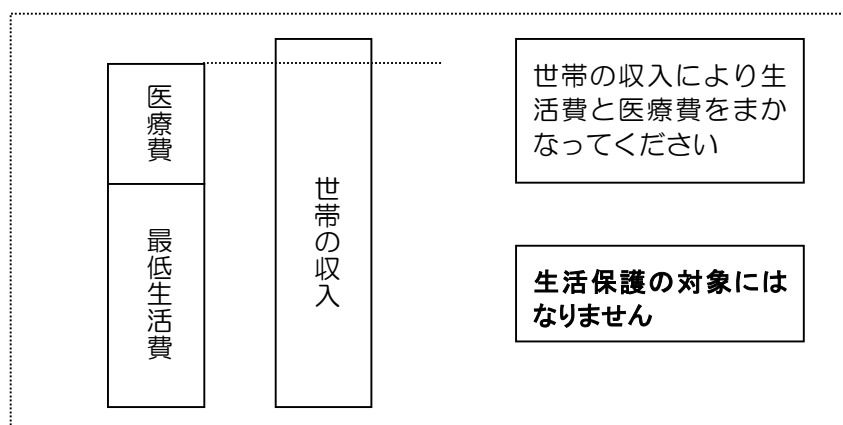 医療費
最低生活費
世帯の収入
世帯の収入により生
活費と医療費をまか
なってください
生活保護の対象には
なりません